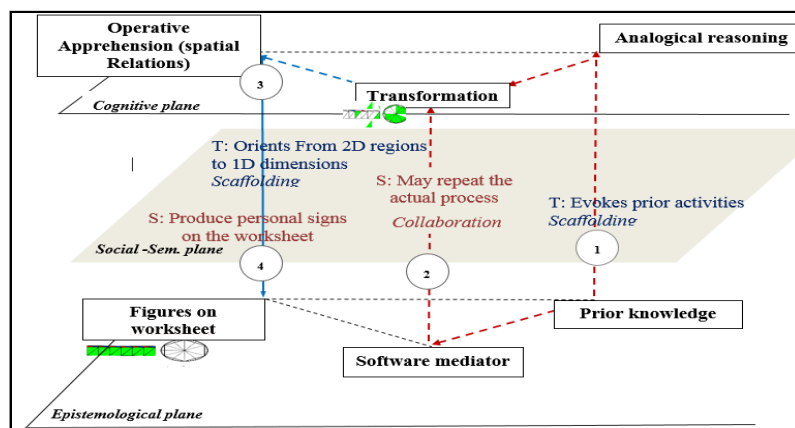 Operative
Apprehension (spatial
Relations)
Analogical reasoning
3
Transformation
Cognitive plane
T: Orients From 2D regions
to 1D dimensions
Scaffolding
S: May repeat the
actual process
Collaboration
T: Evokes prior activities
Scaffolding
S: Produce personal signs
on the worksheet
Social -Sem. plane
1
4
2
Figures on
worksheet
Prior knowledge
Software mediator
Epistemological plane